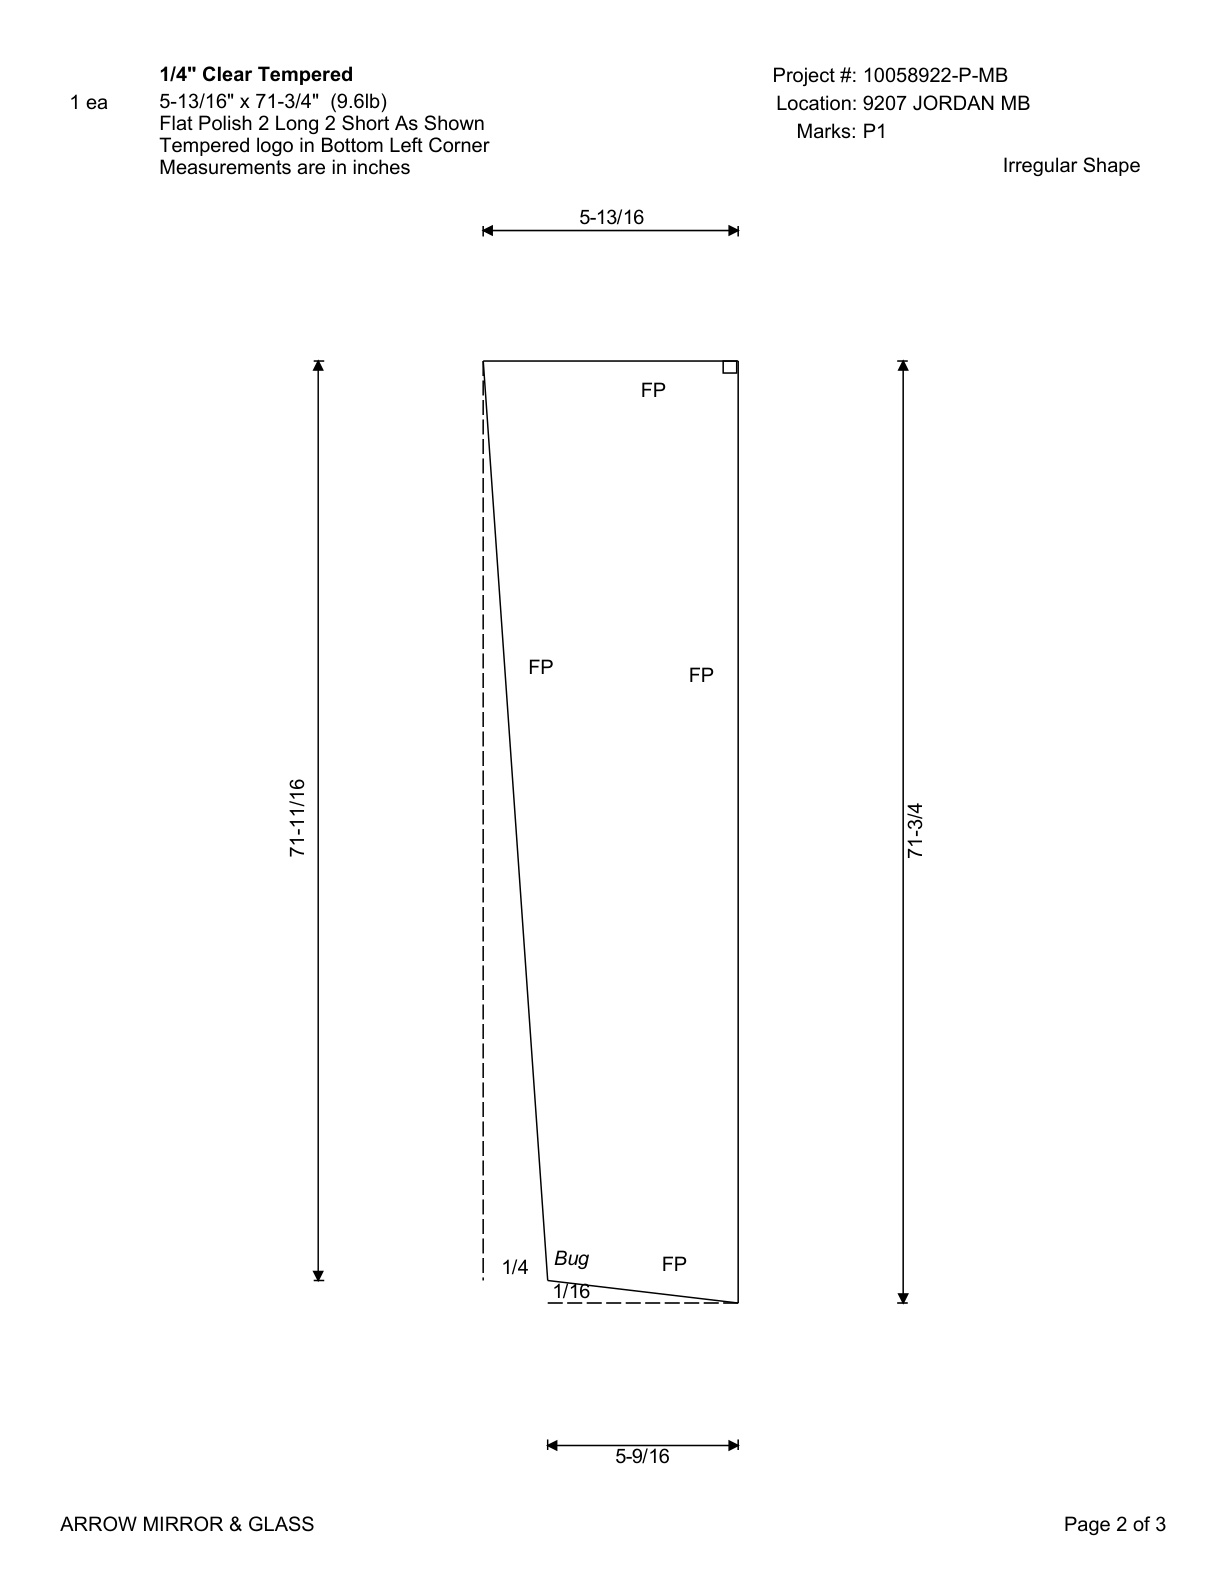 1/4" Clear Tempered
1 ea
5-13/16" x 71-3/4" (9.6lb)
Flat Polish 2 Long 2 Short As Shown
Tempered logo in Bottom Left Corner
Measurements are in inches
Project #: 10058922-P-MB
Location: 9207 JORDAN MB
Marks: P1
Irregular Shape
5-13/16
FP
FP
FP
71-11/16
71-3/4
Bug
FP
1/4
1/16
5-9/16
ARROW MIRROR & GLASS
Page 2 of 3